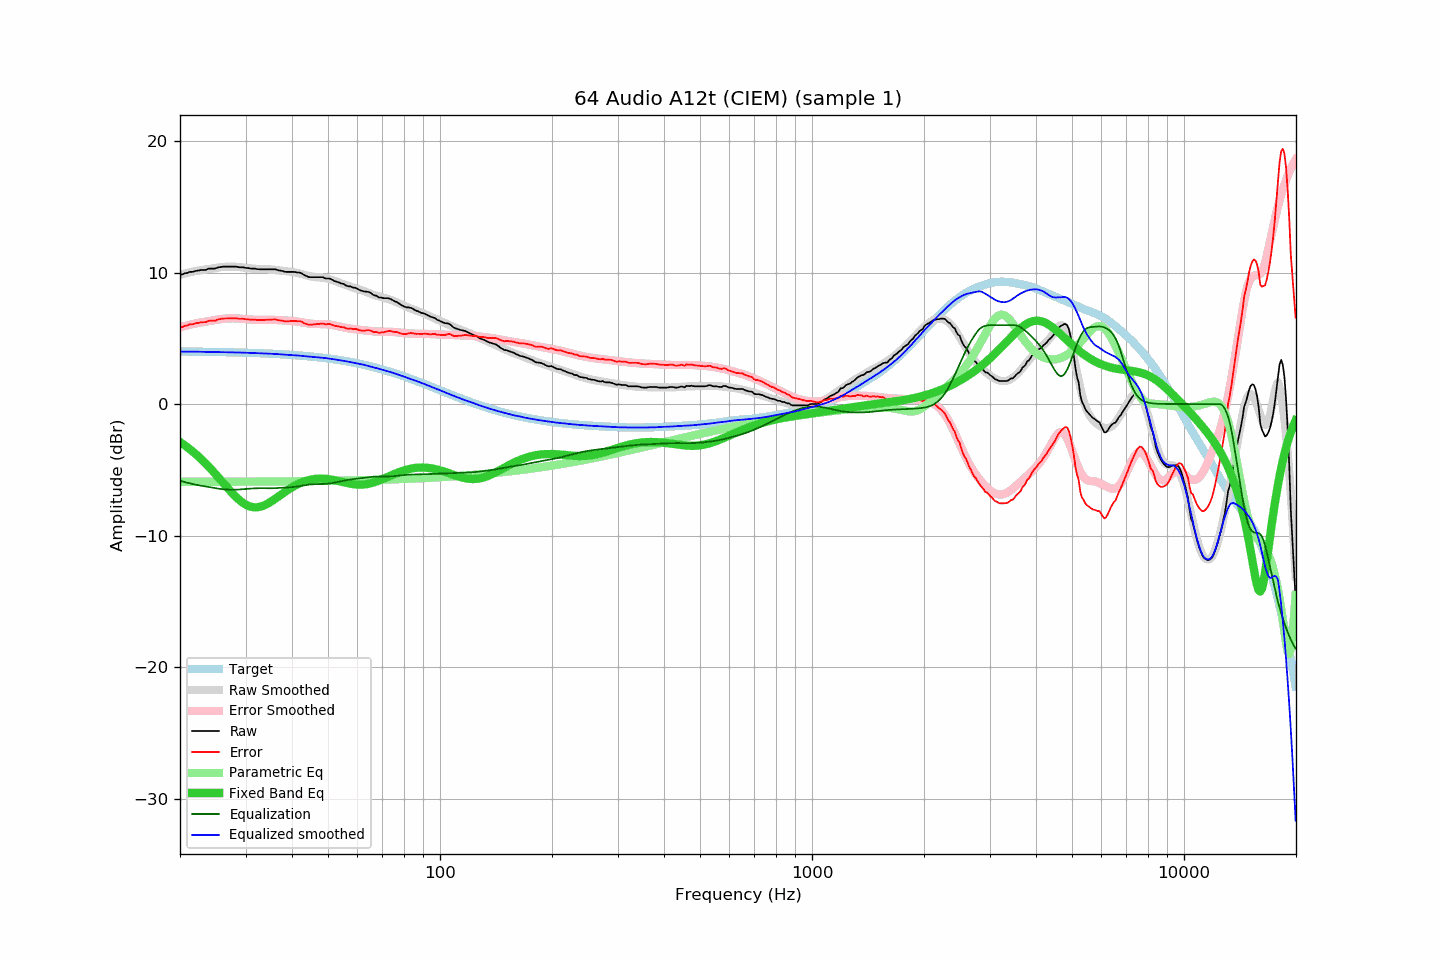 64 Audio A12t (CIEM) (sample 1)
20
10
0
−10
−20
−30
Amplitude (dBr)
Target
Raw Smoothed
Error Smoothed
Raw
Error
Parametric Eq
Fixed Band Eq
Equalization
Equalized smoothed
100
1000
10000
Frequency (Hz)